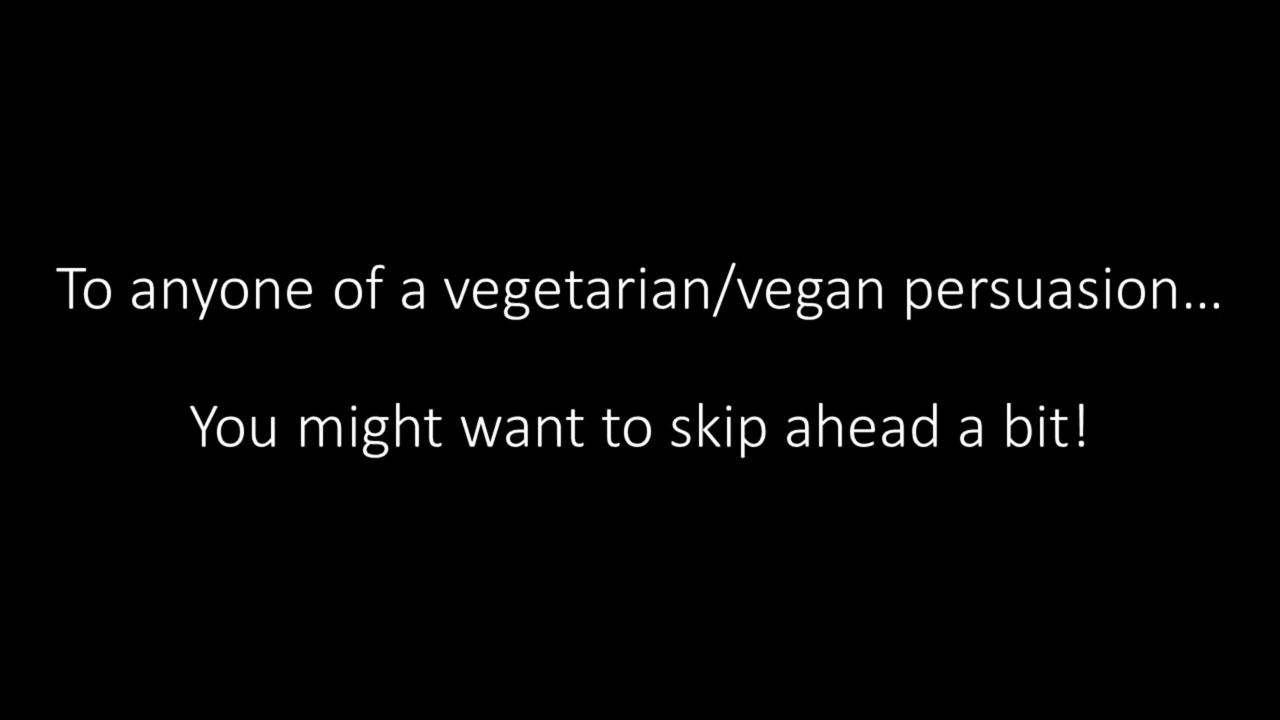 To anyone of a vegetarian/vegan persuasion...
You might want to skip ahead a bit!